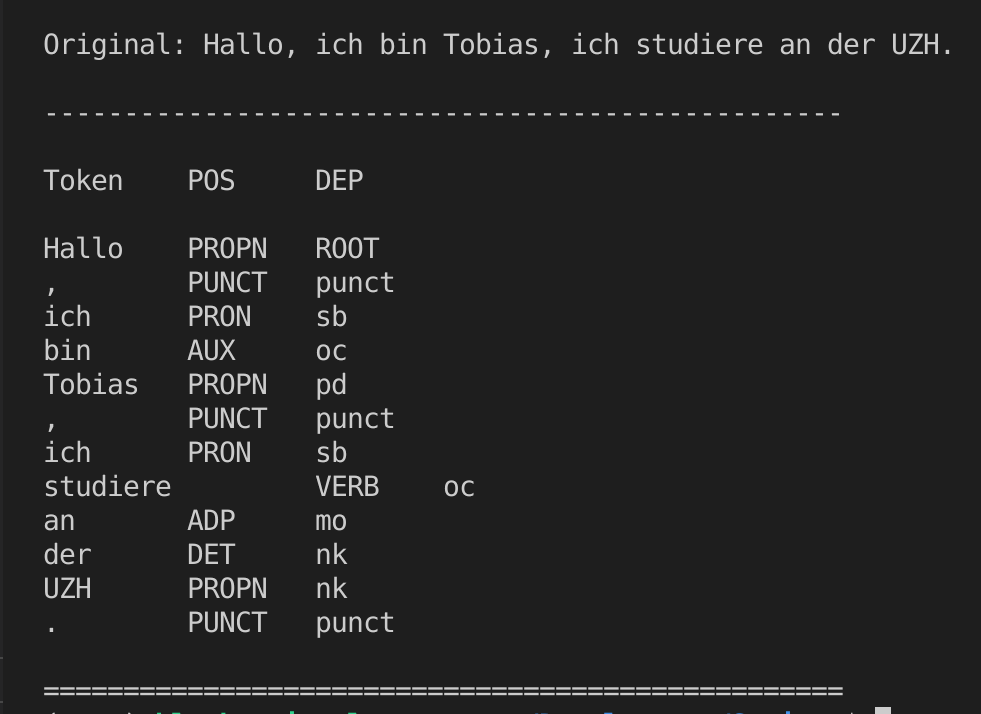 Original: Hallo, ich bin Tobias, ich studiere an der UZH.
--------------------------------------------------
Token POS DEP
Hallo PROPN ROOT
, PUNCT punct
ich PRON sb
bin AUX oc
Tobias PROPN pd
, PUNCT punct
ich PRON sb
studiere VERB oc
an ADP mo
der DET nk
UZH PROPN nk
. PUNCT punct
==================================================